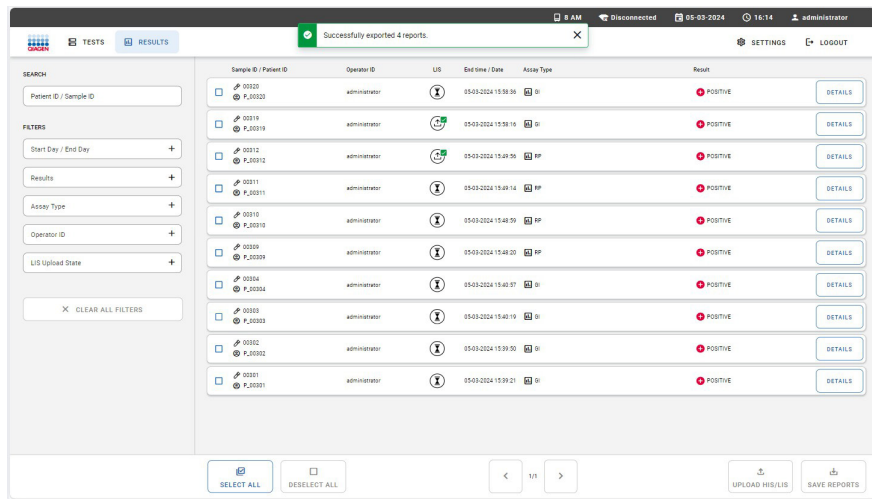 8 AM Disconnected 05-03-2024 16:14 administrator
QIAGEN TESTS RESULTS Successfully exported 4 reports. SETTINGS LOGOUT
SEARCH
Patient ID / Sample ID
FILTERS
Start Day / End Day
Results
Assay Type
Operator ID
LIS Upload State
CLEAR ALL FILTERS
Sample ID / Patient ID Operator ID LIS End time / Date Assay Type Result
00320
P_00320 administrator 05-03-2024 15:58:36 GI POSITIVE DETAILS
00319
P_00319 administrator 05-03-2024 15:58:16 GI POSITIVE DETAILS
00312
P_00312 administrator 05-03-2024 15:49:56 RP POSITIVE DETAILS
00311
P_00311 administrator 05-03-2024 15:49:14 RP POSITIVE DETAILS
00310
P_00310 administrator 05-03-2024 15:48:59 RP POSITIVE DETAILS
00309
P_00309 administrator 05-03-2024 15:48:20 RP POSITIVE DETAILS
00304
P_00304 administrator 05-03-2024 15:40:57 GI POSITIVE DETAILS
00303
P_00303 administrator 05-03-2024 15:40:19 GI POSITIVE DETAILS
00302
P_00302 administrator 05-03-2024 15:39:50 GI POSITIVE DETAILS
00301
P_00301 administrator 05-03-2024 15:39:21 GI POSITIVE DETAILS
SELECT ALL DESELECT ALL 1/1 UPLOAD HIS/LIS SAVE REPORTS